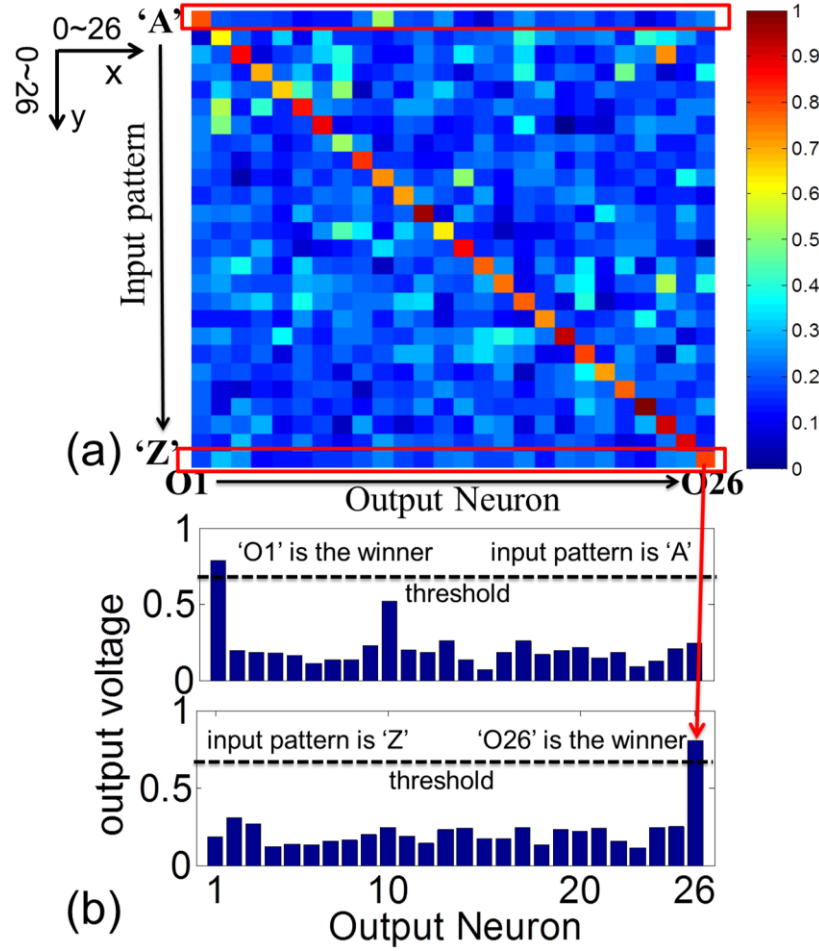 ‘A’
0~26
x
0~26
y
Input pattern
1
0.9
0.8
0.7
0.6
0.5
0.4
0.3
0.2
0.1
0
(a)
‘Z’
O1
O26
Output Neuron
1
0.5
0
‘O1’ is the winner
input pattern is ‘A’
threshold
output voltage
1
0.5
0
input pattern is ‘Z’
‘O26’ is the winner
threshold
1
10
20
26
(b)
Output Neuron